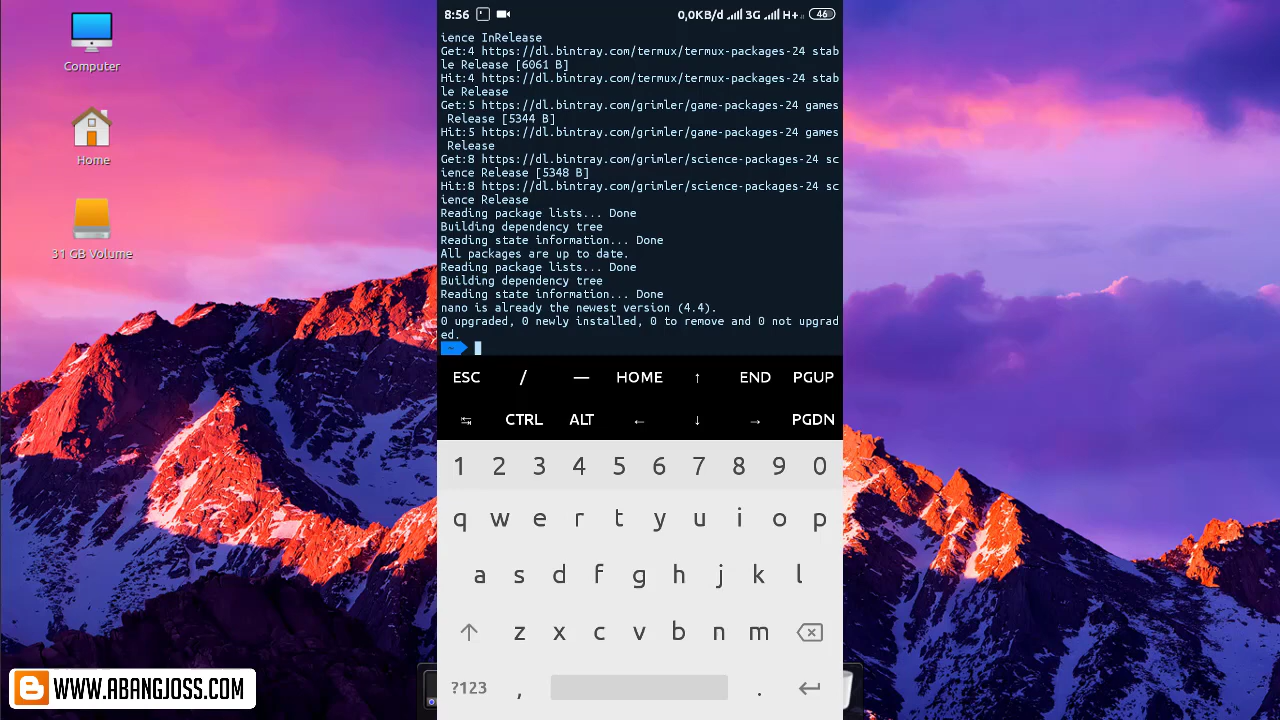 Computer
Home
31 GB Volume
8:56
0,0KB/d 3G H+ 46
ience InRelease
Get:4 https://dl.bintray.com/termux/termux-packages-24 stab
le Release [6061 B]
Hit:4 https://dl.bintray.com/termux/termux-packages-24 stab
le Release
Get:5 https://dl.bintray.com/grimler/game-packages-24 games
 Release [5344 B]
Hit:5 https://dl.bintray.com/grimler/game-packages-24 games
 Release
Get:8 https://dl.bintray.com/grimler/science-packages-24 sc
ience Release [5348 B]
Hit:8 https://dl.bintray.com/grimler/science-packages-24 sc
ience Release
Reading package lists... Done
Building dependency tree
Reading state information... Done
All packages are up to date.
Reading package lists... Done
Building dependency tree
Reading state information... Done
nano is already the newest version (4.4).
0 upgraded, 0 newly installed, 0 to remove and 0 not upgrad
ed.
~
ESC / — HOME ↑ END PGUP
↹ CTRL ALT ← ↓ → PGDN
1 2 3 4 5 6 7 8 9 0
q w e r t y u i o p
a s d f g h j k l
z x c v b n m
?123 , .
WWW.ABANGJOSS.COM